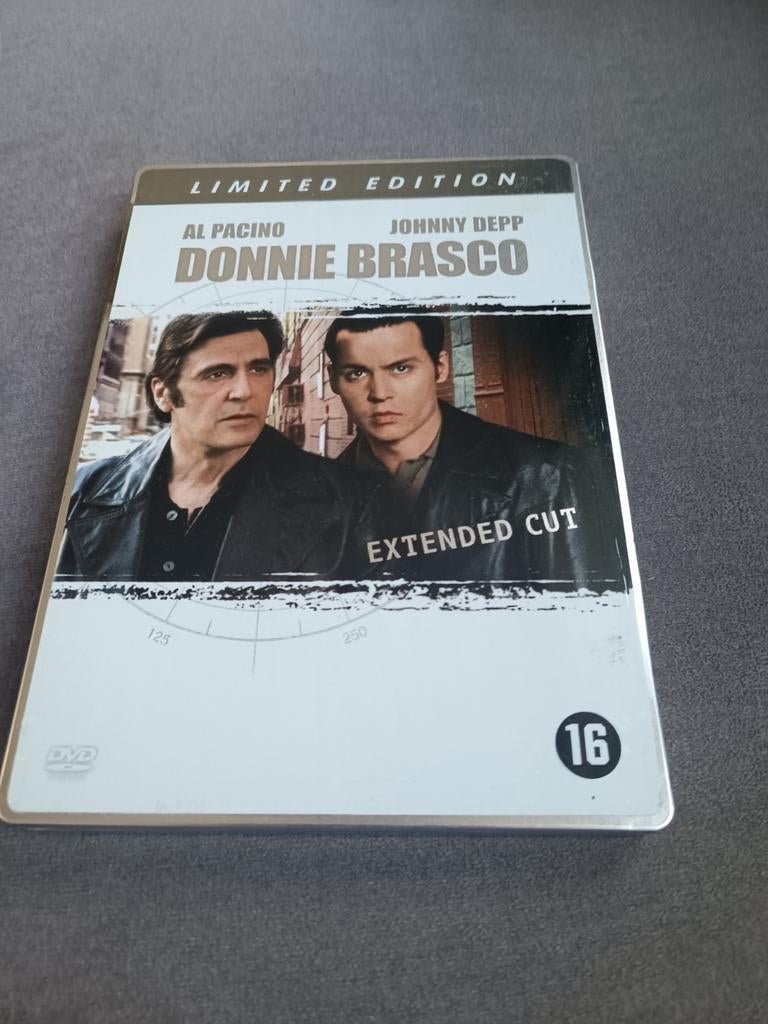 LIMITED EDITION
AL PACINO JOHNNY DEPP
DONNIE BRASCO
EXTENDED CUT
125 250
DVD
16